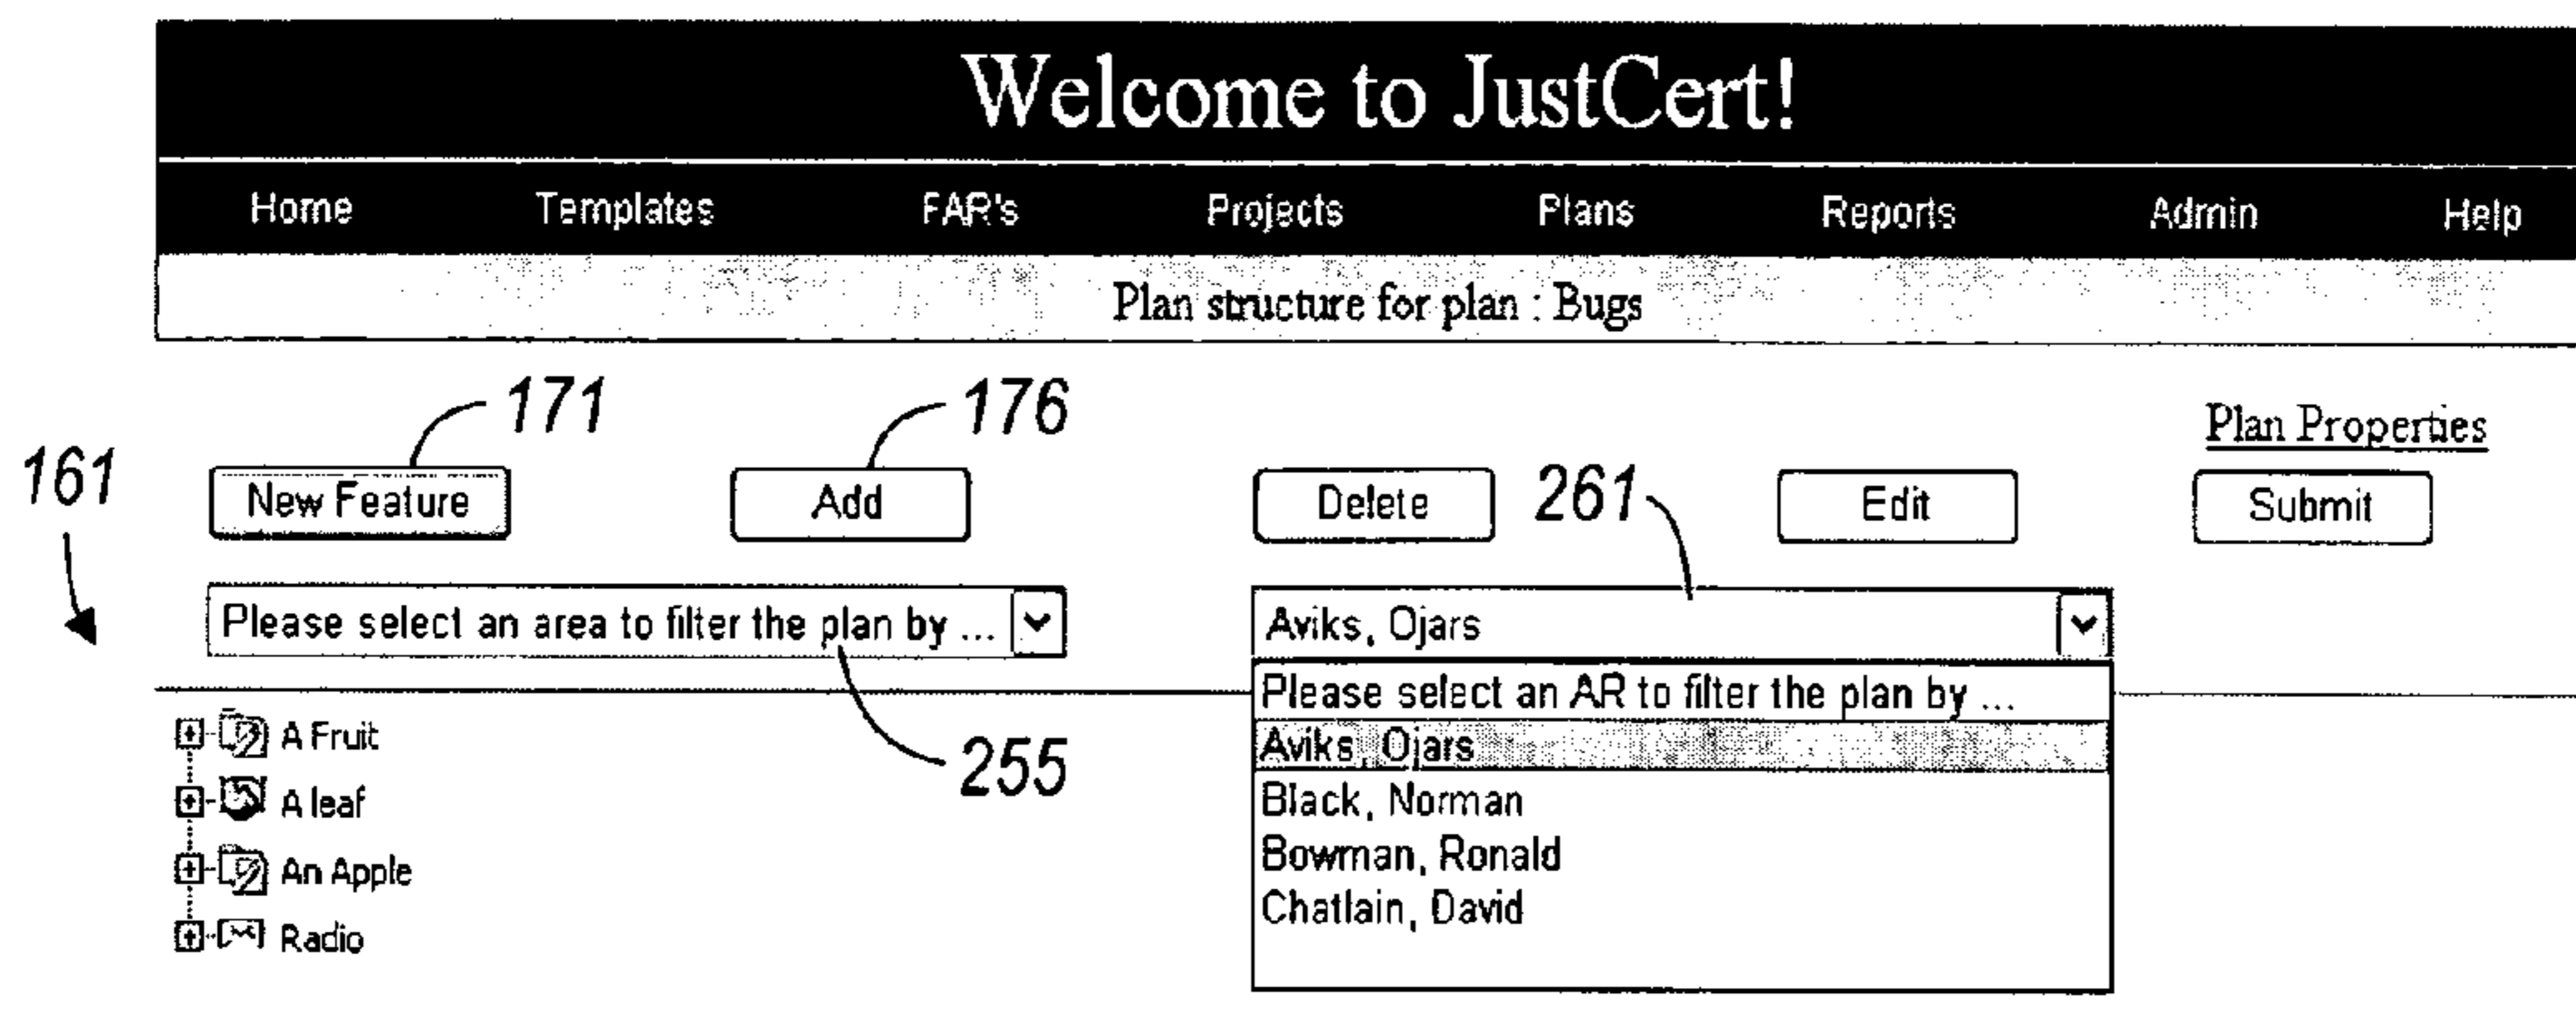 Welcome to JustCert!
Home Templates FAR's Projects Plans Reports Admin Help
Plan structure for plan : Bugs
171 176 Plan Properties
161 New Feature Add Delete 261 Edit Submit
Please select an area to filter the plan by ... Aviks, Ojars
Please select an AR to filter the plan by ...
A Fruit 255 Aviks, Ojars
A leaf Black, Norman
An Apple Bowman, Ronald
Radio Chatlain, David